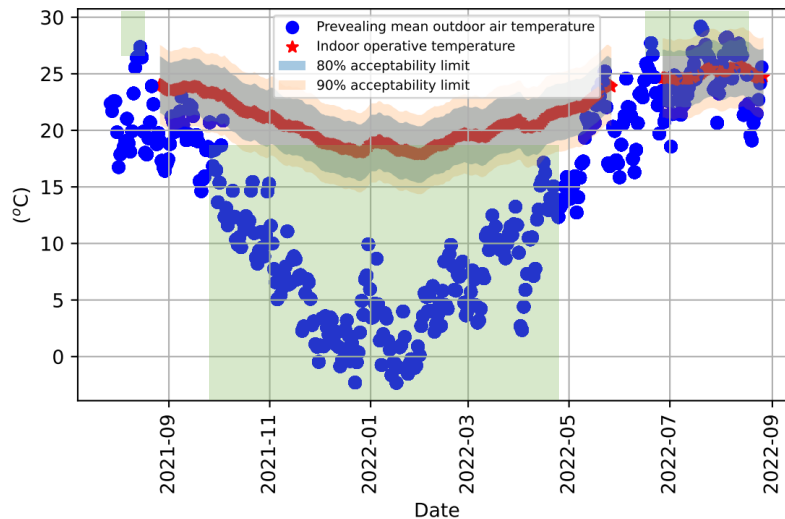 30
25
20
15
10
5
0
(°C)
Prevealing mean outdoor air temperature
Indoor operative temperature
80% acceptability limit
90% acceptability limit
2021-09
2021-11
2022-01
2022-03
2022-05
2022-07
2022-09
Date